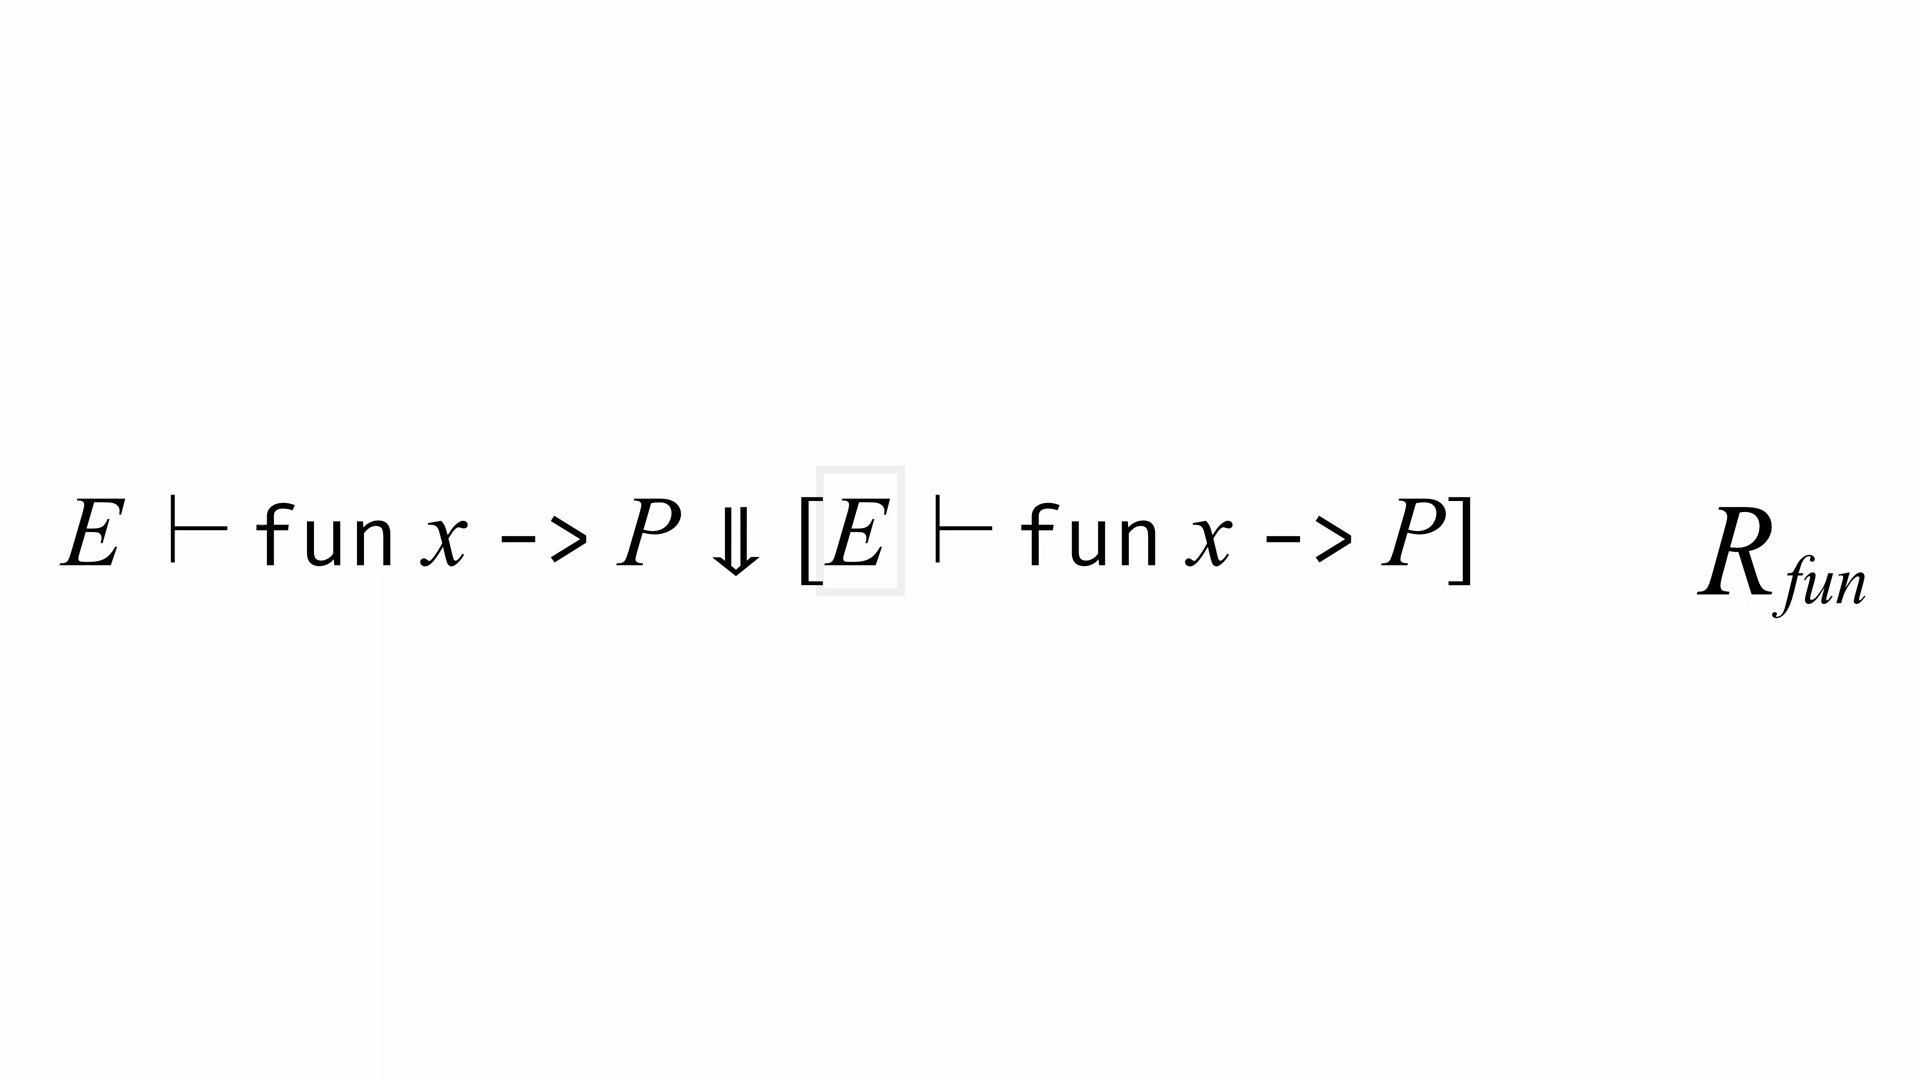 E ⊢ fun x -> P ⇓ [E ⊢ fun x -> P] R_fun